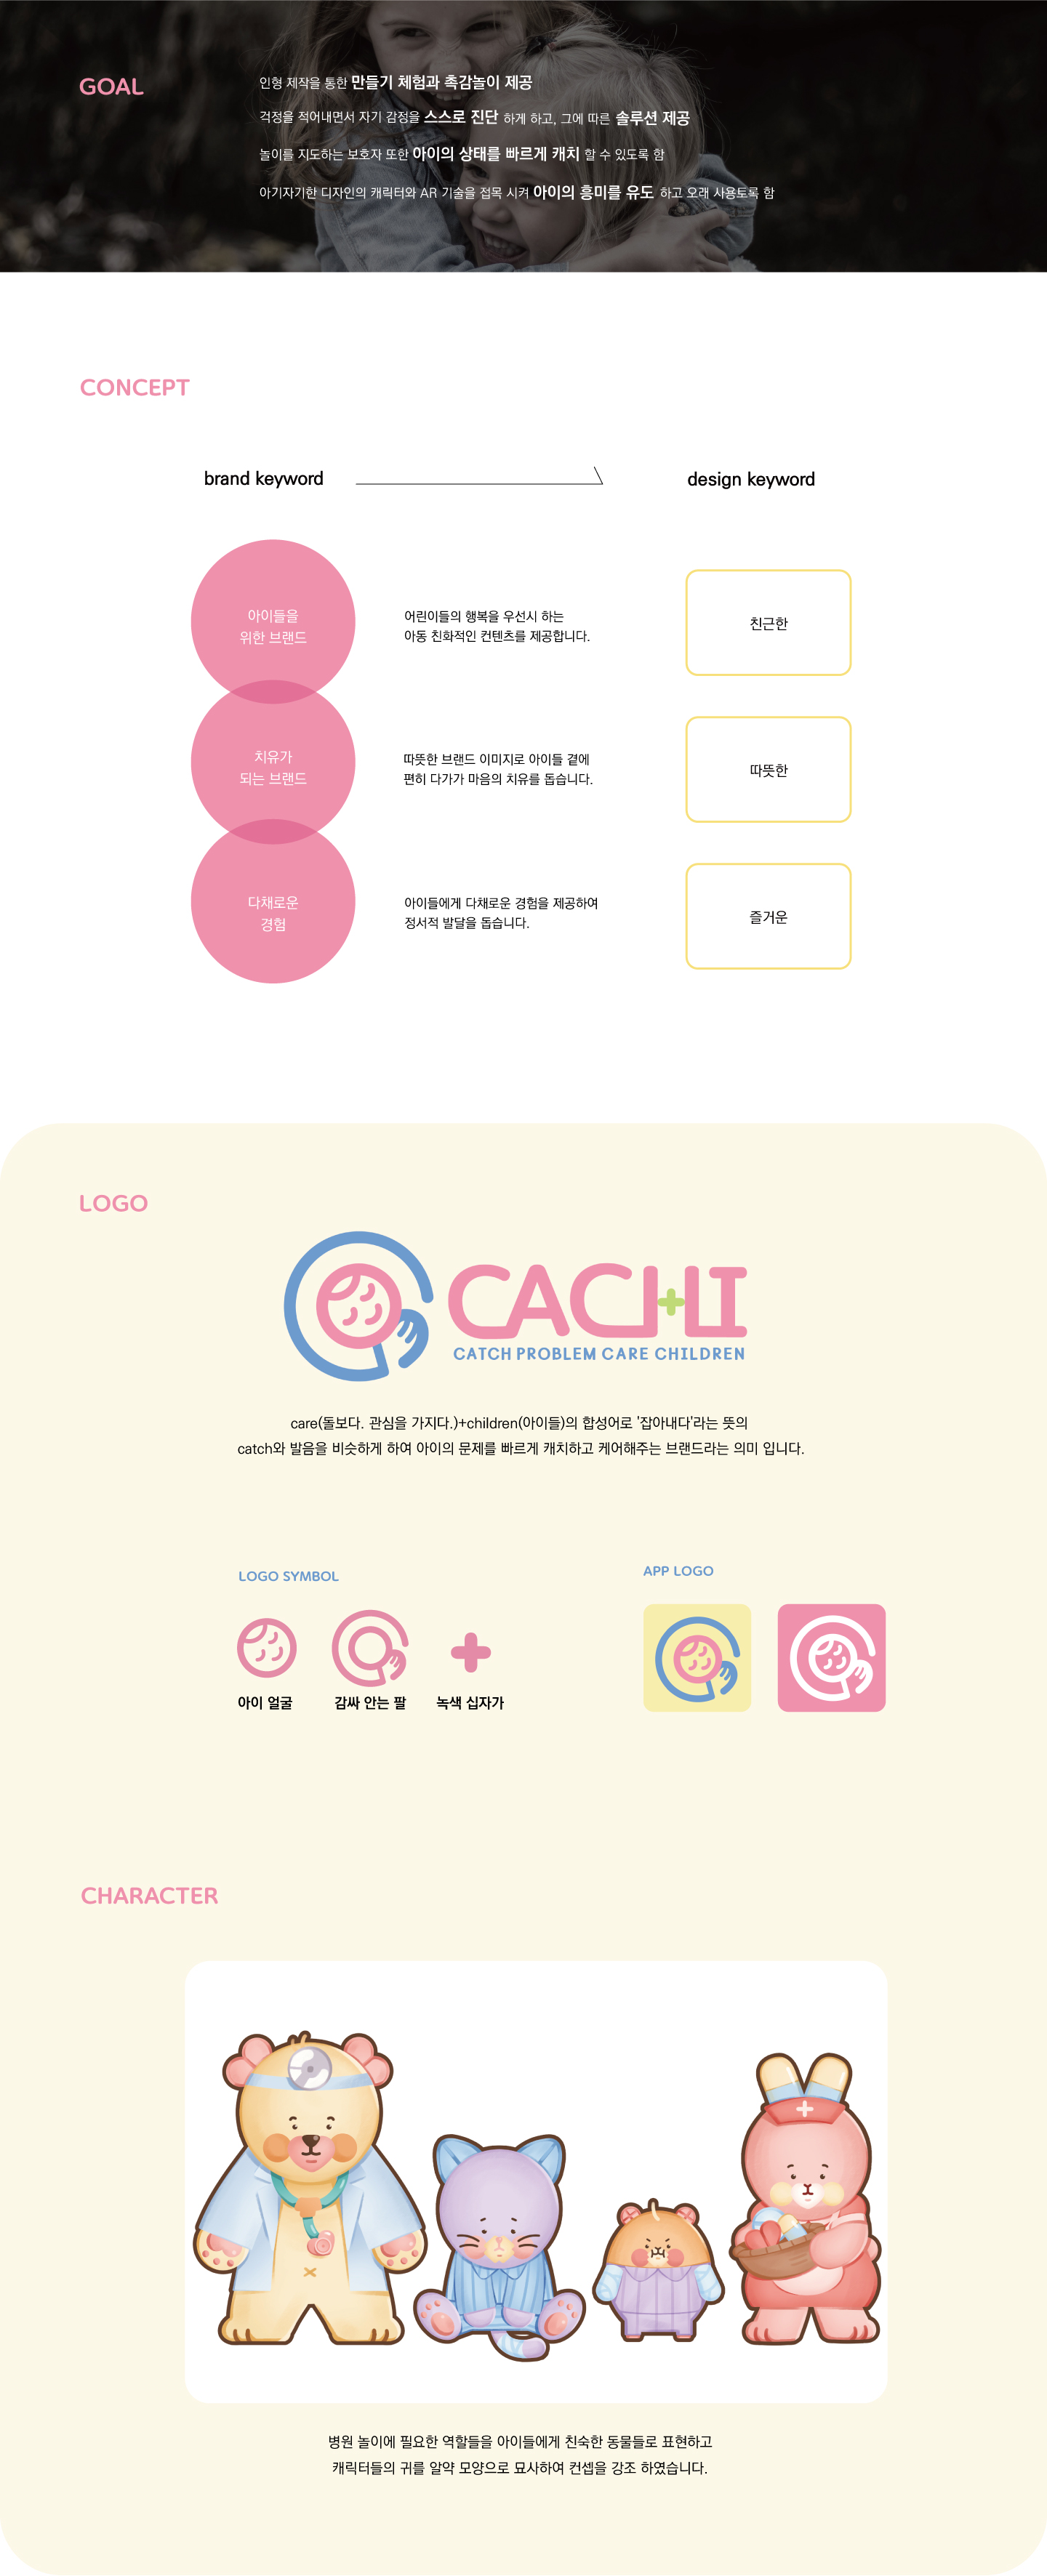 GOAL
인형 제작을 통한 만들기 체험과 촉감놀이 제공
걱정을 적어내면서 자기 감정을 스스로 진단 하게 하고, 그에 따른 솔루션 제공
놀이를 지도하는 보호자 또한 아이의 상태를 빠르게 캐치 할 수 있도록 함
아기자기한 디자인의 캐릭터와 AR 기술을 접목 시켜 아이의 흥미를 유도 하고 오래 사용토록 함
CONCEPT
brand keyword
design keyword
아이들을
위한 브랜드
어린이들의 행복을 우선시 하는
아동 친화적인 컨텐츠를 제공합니다.
친근한
치유가
되는 브랜드
따뜻한 브랜드 이미지로 아이들 곁에
편히 다가가 마음의 치유를 돕습니다.
따뜻한
다채로운
경험
아이들에게 다채로운 경험을 제공하여
정서적 발달을 돕습니다.
즐거운
LOGO
CACHI
CATCH PROBLEM CARE CHILDREN
care(돌보다. 관심을 가지다.)+children(아이들)의 합성어로 '잡아내다'라는 뜻의
catch와 발음을 비슷하게 하여 아이의 문제를 빠르게 캐치하고 케어해주는 브랜드라는 의미 입니다.
LOGO SYMBOL
아이 얼굴
감싸 안는 팔
녹색 십자가
APP LOGO
CHARACTER
병원 놀이에 필요한 역할들을 아이들에게 친숙한 동물들로 표현하고
캐릭터들의 귀를 알약 모양으로 묘사하여 컨셉을 강조 하였습니다.